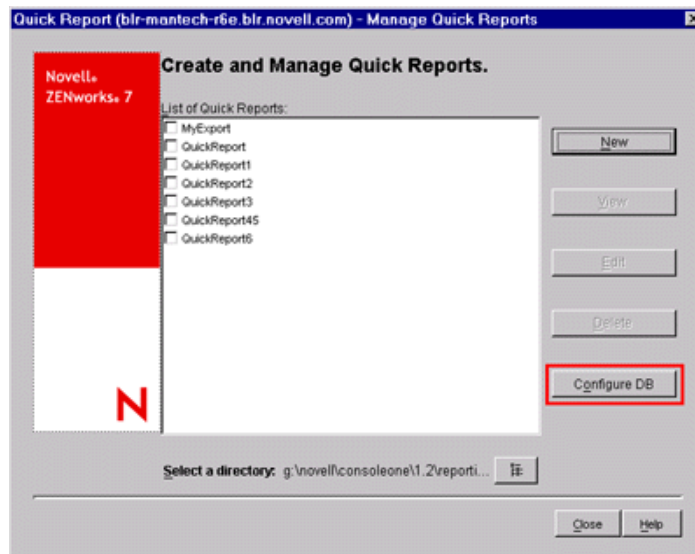 Quick Report (blr-mantech-r6e.blr.novell.com) - Manage Quick Reports
Novell®
ZENworks® 7
Create and Manage Quick Reports.
List of Quick Reports:
MyExport
QuickReport
QuickReport1
QuickReport2
QuickReport3
QuickReport45
QuickReport6
New
View
Edit
Delete
Configure DB
N
Select a directory: g:\novell\consoleone\1.2\reporti...
Close
Help